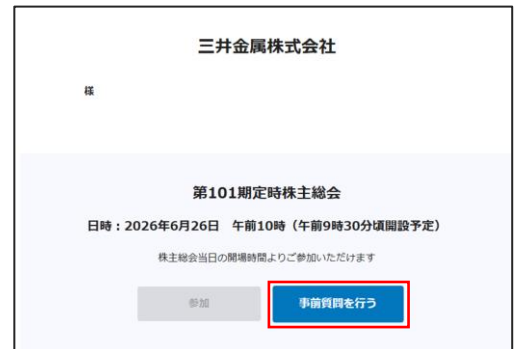 三井金属株式会社
様
第101期定時株主総会
日時：2026年6月26日　午前10時（午前9時30分頃開設予定）
株主総会当日の開場時間よりご参加いただけます
参加
事前質問を行う